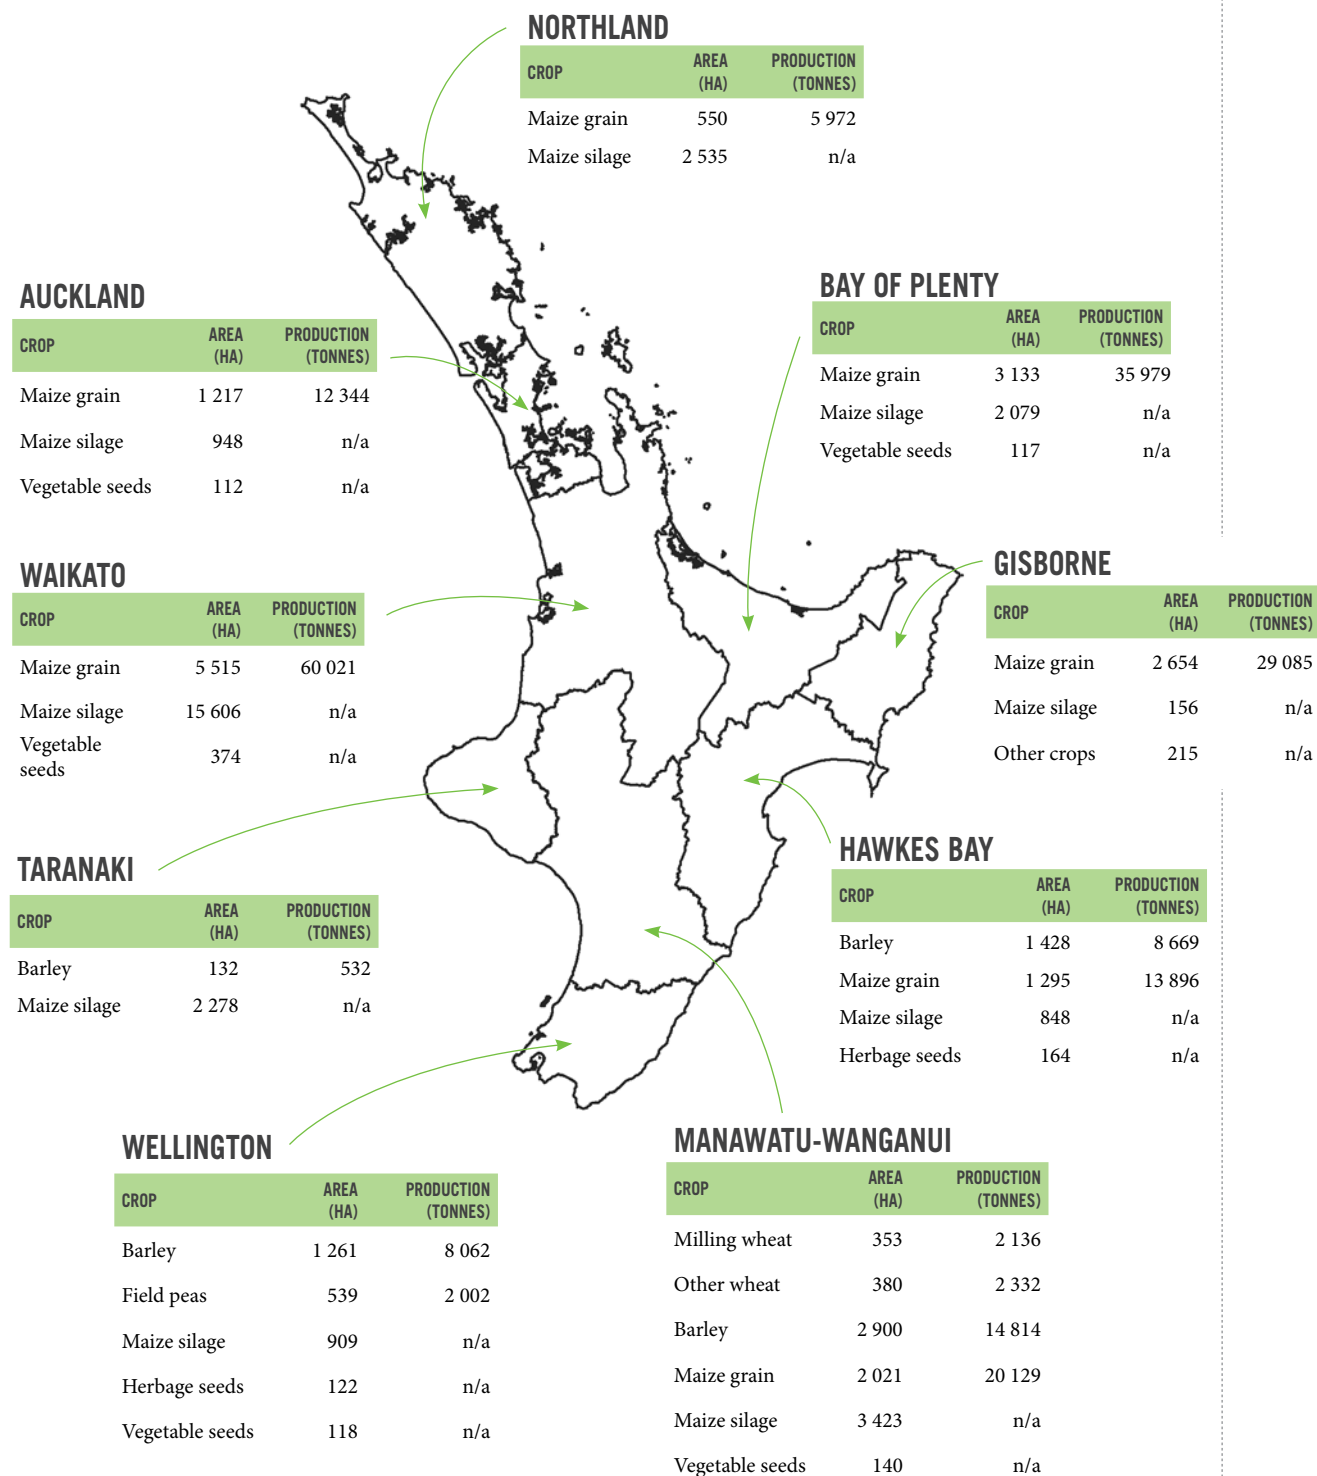 NORTHLAND
CROP AREA (HA) PRODUCTION (TONNES)
Maize grain 550 5 972
Maize silage 2 535 n/a
AUCKLAND
CROP AREA (HA) PRODUCTION (TONNES)
Maize grain 1 217 12 344
Maize silage 948 n/a
Vegetable seeds 112 n/a
BAY OF PLENTY
CROP AREA (HA) PRODUCTION (TONNES)
Maize grain 3 133 35 979
Maize silage 2 079 n/a
Vegetable seeds 117 n/a
WAIKATO
CROP AREA (HA) PRODUCTION (TONNES)
Maize grain 5 515 60 021
Maize silage 15 606 n/a
Vegetable seeds 374 n/a
GISBORNE
CROP AREA (HA) PRODUCTION (TONNES)
Maize grain 2 654 29 085
Maize silage 156 n/a
Other crops 215 n/a
TARANAKI
CROP AREA (HA) PRODUCTION (TONNES)
Barley 132 532
Maize silage 2 278 n/a
HAWKES BAY
CROP AREA (HA) PRODUCTION (TONNES)
Barley 1 428 8 669
Maize grain 1 295 13 896
Maize silage 848 n/a
Herbage seeds 164 n/a
WELLINGTON
CROP AREA (HA) PRODUCTION (TONNES)
Barley 1 261 8 062
Field peas 539 2 002
Maize silage 909 n/a
Herbage seeds 122 n/a
Vegetable seeds 118 n/a
MANAWATU-WANGANUI
CROP AREA (HA) PRODUCTION (TONNES)
Milling wheat 353 2 136
Other wheat 380 2 332
Barley 2 900 14 814
Maize grain 2 021 20 129
Maize silage 3 423 n/a
Vegetable seeds 140 n/a